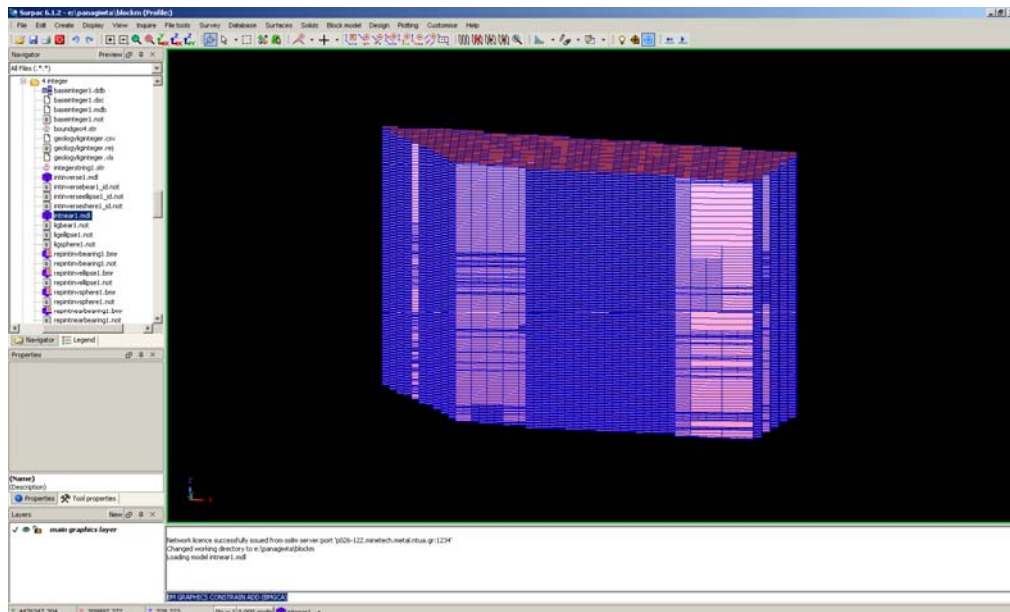 Surpac 6.1.2 - e:\panagiwta\blockm (Profile:)
File Edit Create Display View Inquire File tools Survey Database Surfaces Solids Block model Design Plotting Customise Help
Navigator Preview
All Files (.*.*)
4 integer
baseinteger1.ddb
baseinteger1.dsc
baseinteger1.mdb
baseinteger1.not
boundgeo4.str
geologyliginteger.csv
geologyliginteger.rej
geologyliginteger.xls
integerstring1.str
intinverse1.mdl
intinversebear1_id.not
intinverseellipse1_id.not
intinversesphere1_id.not
intnear1.mdl
ligbear1.not
ligellipse1.not
ligsphere1.not
repintinvbearing1.bmr
repintinvbearing1.not
repintinvellipse1.bmr
repintinvellipse1.not
repintinvsphere1.bmr
repintinvsphere1.not
repintnearbearing1.bmr
repintnearbearing1.not
Navigator Legend
Properties
(Name)
(Description)
Properties Tool properties
Layers New
main graphics layer
Network licence successfully issued from sslm server:port 'p026-122.minetech.metal.ntua.gr:1234'
Changed working directory to e:\panagiwta\blockm
Loading model intnear1.mdl
BM GRAPHICS CONSTRAIN ADD (BMGCA)